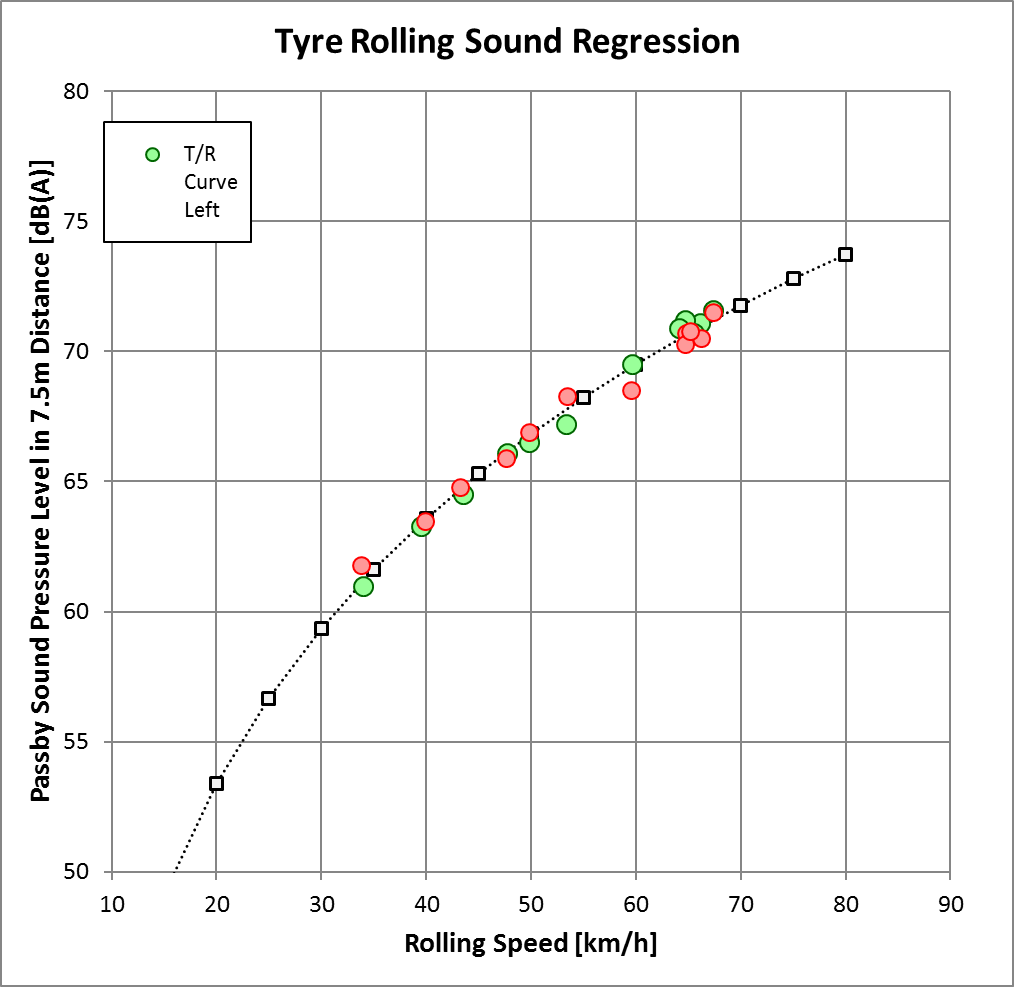 Tyre Rolling Sound Regression
Passby Sound Pressure Level in 7.5m Distance [dB(A)]
80
75
70
65
60
55
50
T/R
Curve
Left
10 20 30 40 50 60 70 80 90
Rolling Speed [km/h]